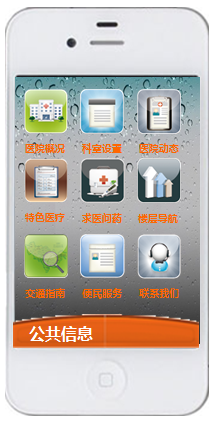 医院概况 科室设置 医院动态
特色医疗 求医问药 楼层导航
交通指南 便民服务 联系我们
公共信息